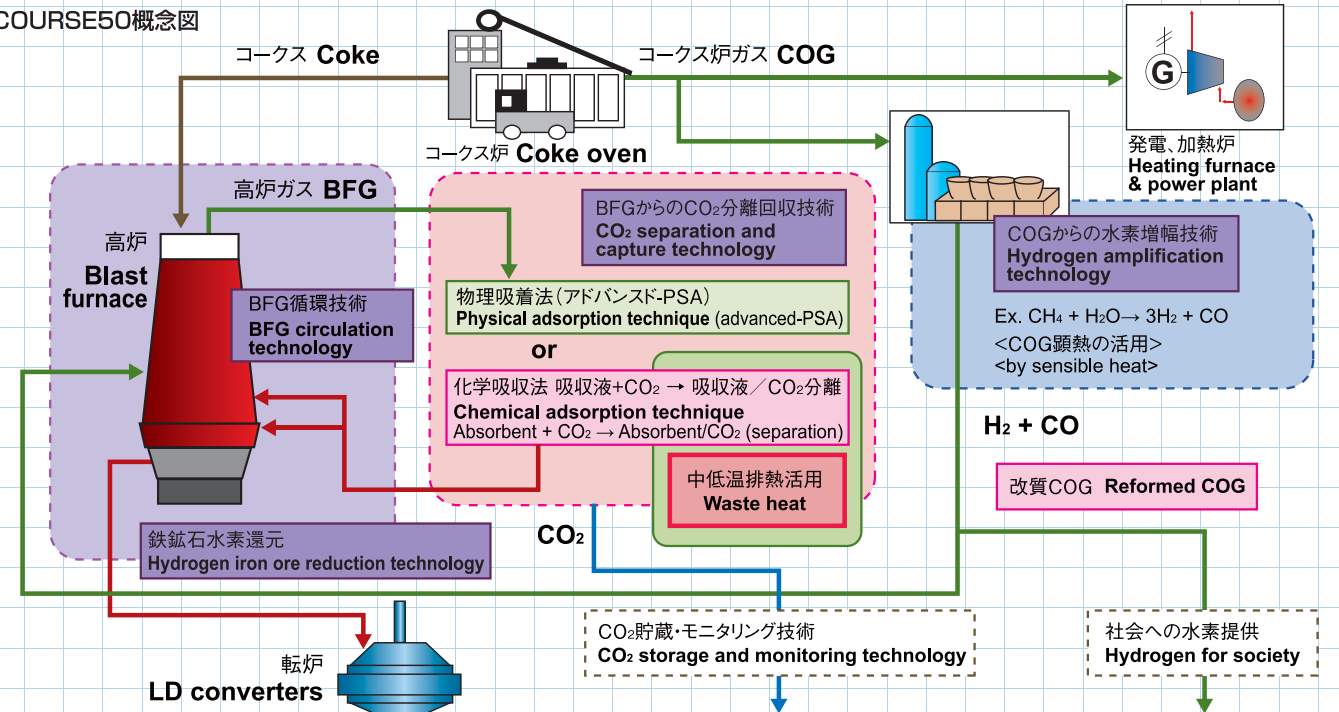 COURSE50概念図
コークス Coke
コークス炉ガス COG
G
コークス炉 Coke oven
発電、加熱炉
Heating furnace
& power plant
高炉ガス BFG
高炉
Blast
furnace
BFG循環技術
BFG circulation
technology
BFGからのCO₂分離回収技術
CO₂ separation and
capture technology
物理吸着法（アドバンスド-PSA）
Physical adsorption technique (advanced-PSA)
or
化学吸収法 吸収液+CO₂ → 吸収液／CO₂分離
Chemical adsorption technique
Absorbent + CO₂ → Absorbent/CO₂ (separation)
中低温排熱活用
Waste heat
COGからの水素増幅技術
Hydrogen amplification
technology
Ex. CH₄ + H₂O→ 3H₂ + CO
<COG顕熱の活用>
<by sensible heat>
H₂ + CO
改質COG Reformed COG
CO₂
鉄鉱石水素還元
Hydrogen iron ore reduction technology
転炉
LD converters
CO₂貯蔵・モニタリング技術
CO₂ storage and monitoring technology
社会への水素提供
Hydrogen for society